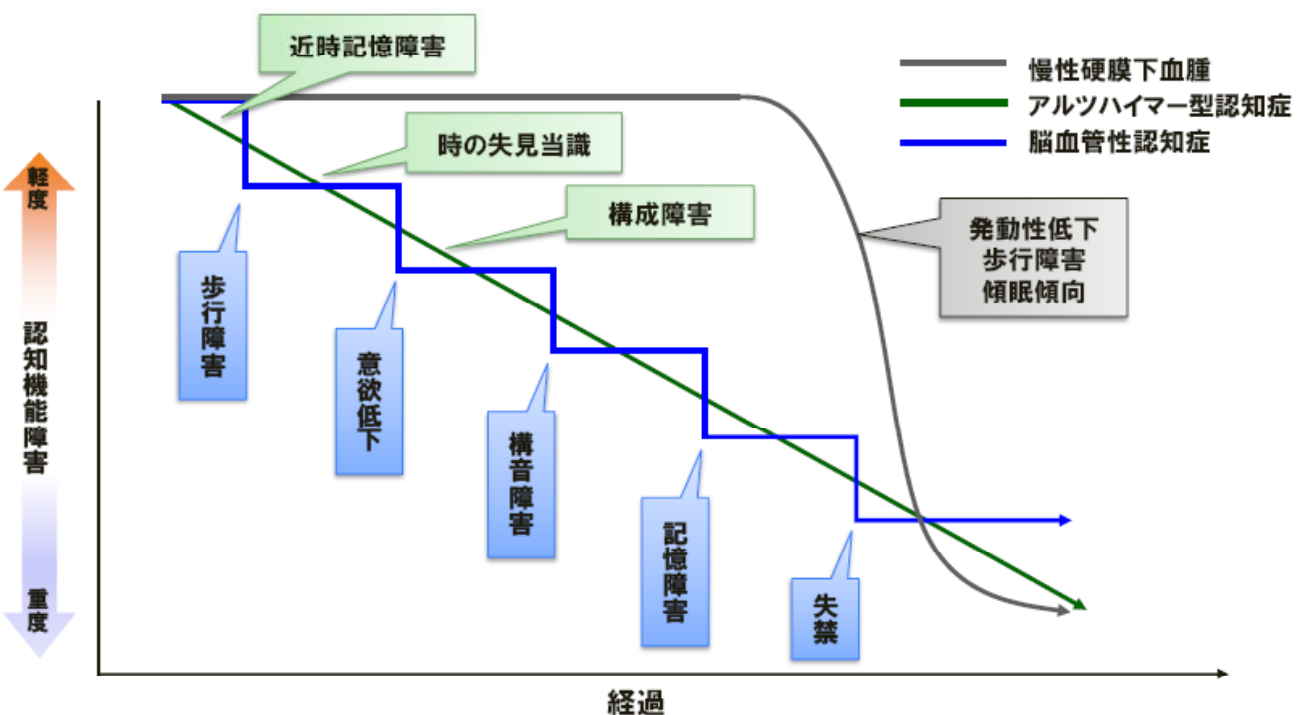 近時記憶障害
慢性硬膜下血腫
アルツハイマー型認知症
脳血管性認知症
時の失見当識
構成障害
発動性低下
歩行障害
傾眠傾向
軽度
認知機能障害
重度
歩行障害
意欲低下
構音障害
記憶障害
失禁
経過